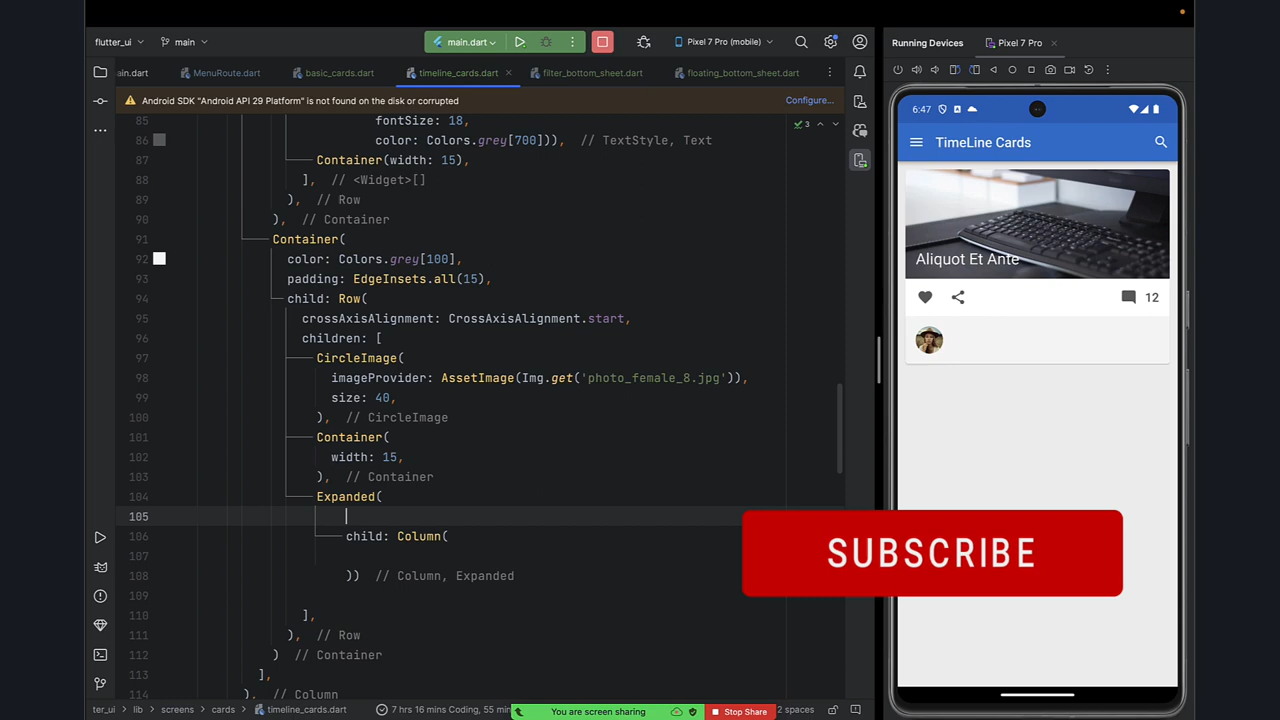 flutter_ui
main
main.dart
Pixel 7 Pro (mobile)
Running Devices
Pixel 7 Pro
ain.dart
MenuRoute.dart
basic_cards.dart
timeline_cards.dart
filter_bottom_sheet.dart
floating_bottom_sheet.dart
Android SDK "Android API 29 Platform" is not found on the disk or corrupted
Configure...
3
85 fontSize: 18,
86 color: Colors.grey[700])), // TextStyle, Text
87 Container(width: 15),
88 ], // <Widget>[]
89 ), // Row
90 ), // Container
91 Container(
92 color: Colors.grey[100],
93 padding: EdgeInsets.all(15),
94 child: Row(
95 crossAxisAlignment: CrossAxisAlignment.start,
96 children: [
97 CircleImage(
98 imageProvider: AssetImage(Img.get('photo_female_8.jpg')),
99 size: 40,
100 ), // CircleImage
101 Container(
102 width: 15,
103 ), // Container
104 Expanded(
105
106 child: Column(
107
108 )) // Column, Expanded
109
110 ],
111 ), // Row
112 ) // Container
113 ],
114 ), // Column
6:47
TimeLine Cards
Aliquot Et Ante
12
SUBSCRIBE
ter_ui
lib
screens
cards
timeline_cards.dart
7 hrs 16 mins Coding, 55 min
You are screen sharing
Stop Share
2 spaces